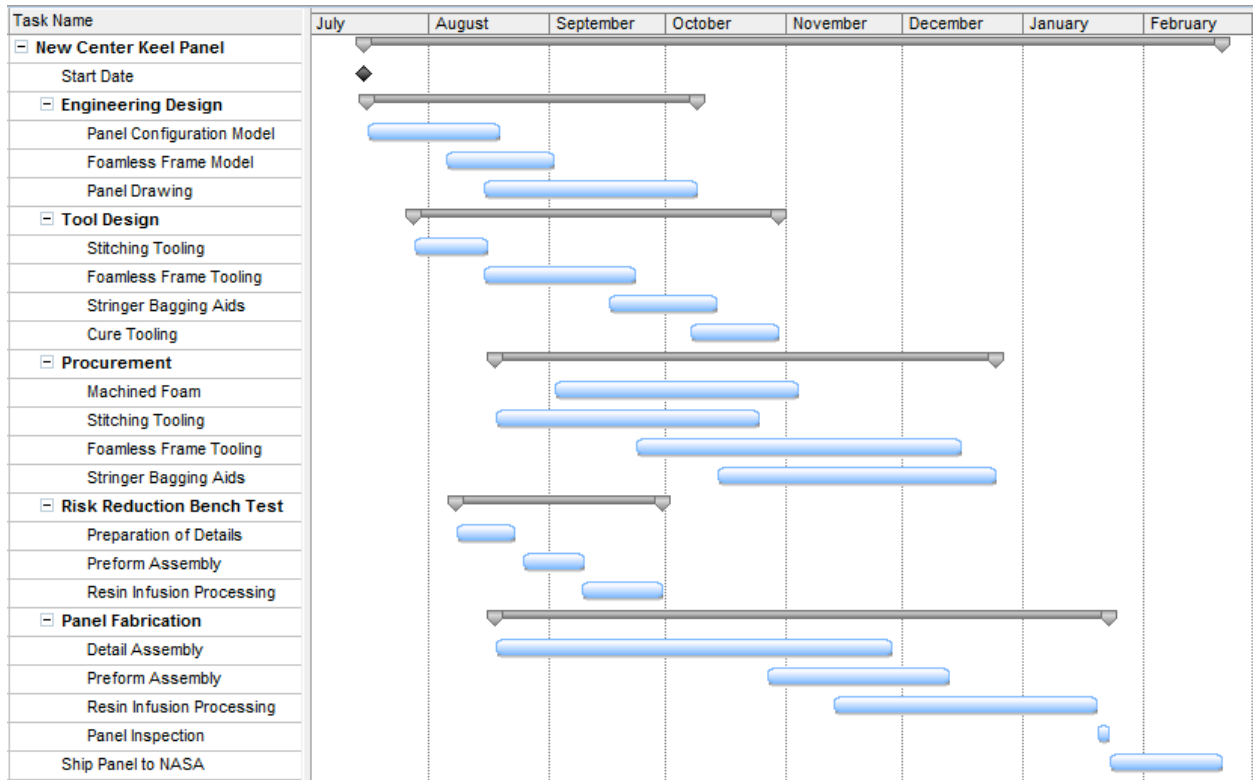 Task Name July August September October November December January February
New Center Keel Panel
Start Date
Engineering Design
Panel Configuration Model
Foamless Frame Model
Panel Drawing
Tool Design
Stitching Tooling
Foamless Frame Tooling
Stringer Bagging Aids
Cure Tooling
Procurement
Machined Foam
Stitching Tooling
Foamless Frame Tooling
Stringer Bagging Aids
Risk Reduction Bench Test
Preparation of Details
Preform Assembly
Resin Infusion Processing
Panel Fabrication
Detail Assembly
Preform Assembly
Resin Infusion Processing
Panel Inspection
Ship Panel to NASA